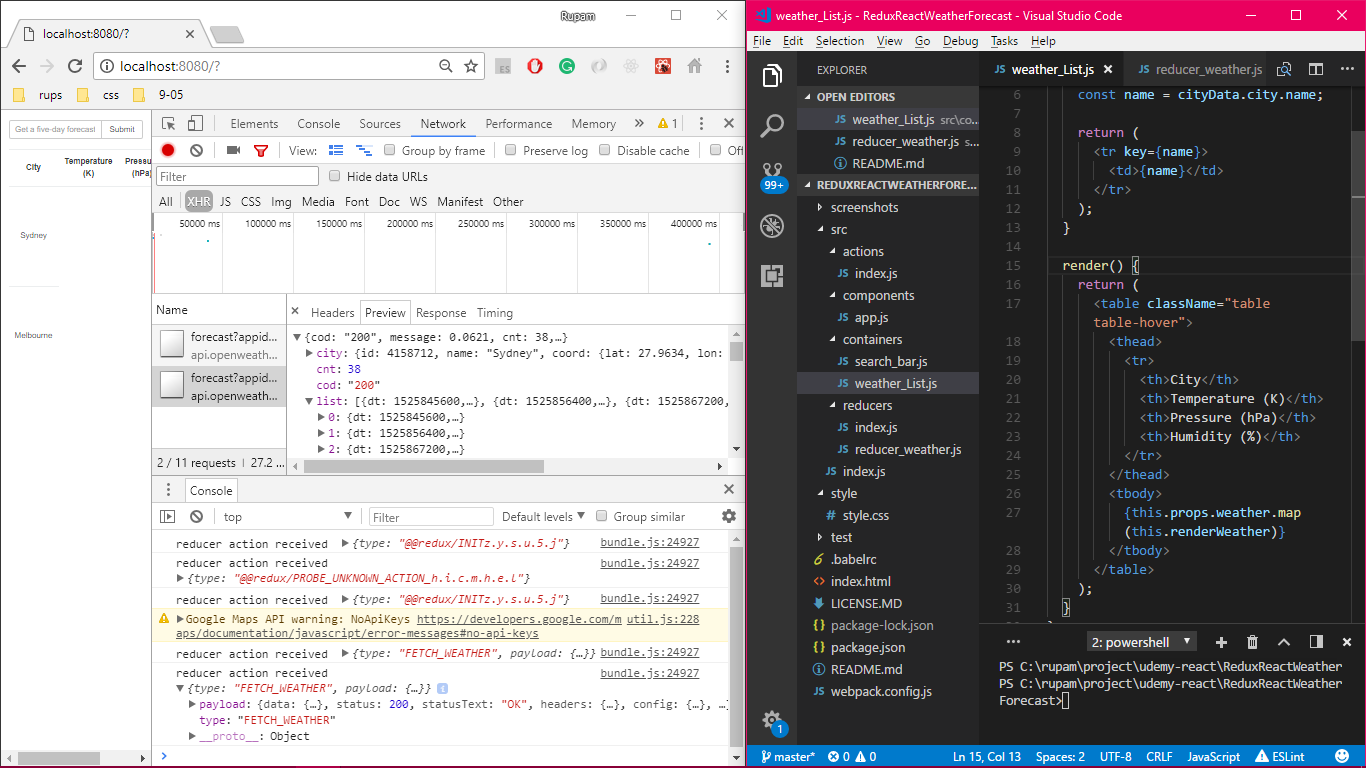 Rupam
localhost:8080/?
localhost:8080/?
rups
css
9-05
Get a five-day forecast
Submit
City
Temperature (K)
Pressu
(hPa)
Sydney
Melbourne
Elements Console Sources Network Performance Memory » 1
View: Group by frame Preserve log Disable cache Off
Filter
Hide data URLs
All XHR JS CSS Img Media Font Doc WS Manifest Other
50000 ms 100000 ms 150000 ms 200000 ms 250000 ms 300000 ms 350000 ms 400000 ms
Name
forecast?appid…
api.openweath…
forecast?appid…
api.openweath…
2 / 11 requests | 27.2 …
× Headers Preview Response Timing
{cod: "200", message: 0.0621, cnt: 38,…}
city: {id: 4158712, name: "Sydney", coord: {lat: 27.9634, lon:
cnt: 38
cod: "200"
list: [{dt: 1525845600,…}, {dt: 1525856400,…}, {dt: 1525867200,
0: {dt: 1525845600,…}
1: {dt: 1525856400,…}
2: {dt: 1525867200,…}
Console
top
Filter
Default levels
Group similar
reducer action received {type: "@@redux/INITz.y.s.u.5.j"} bundle.js:24927
reducer action received bundle.js:24927
{type: "@@redux/PROBE_UNKNOWN_ACTION_h.i.c.m.h.e.l"}
reducer action received {type: "@@redux/INITz.y.s.u.5.j"} bundle.js:24927
Google Maps API warning: NoApiKeys https://developers.google.com/m util.js:228
aps/documentation/javascript/error-messages#no-api-keys
reducer action received {type: "FETCH_WEATHER", payload: {…}} bundle.js:24927
reducer action received bundle.js:24927
{type: "FETCH_WEATHER", payload: {…}} i
payload: {data: {…}, status: 200, statusText: "OK", headers: {…}, config: {…}, …}
type: "FETCH_WEATHER"
__proto__: Object
weather_List.js - ReduxReactWeatherForecast - Visual Studio Code
File Edit Selection View Go Debug Tasks Help
EXPLORER
OPEN EDITORS
JS weather_List.js src\co...
JS reducer_weather.js s...
README.md
REDUXREACTWEATHERFORE...
screenshots
src
actions
JS index.js
components
JS app.js
containers
JS search_bar.js
JS weather_List.js
reducers
JS index.js
JS reducer_weather.js
JS index.js
style
# style.css
test
.babelrc
index.html
LICENSE.MD
package-lock.json
package.json
README.md
webpack.config.js
99+
1
JS weather_List.js ×
JS reducer_weather.js
6 const name = cityData.city.name;
7
8 return (
9 <tr key={name}>
10 <td>{name}</td>
11 </tr>
12 );
13 }
14
15 render() {
16 return (
17 <table className="table
table-hover">
18 <thead>
19 <tr>
20 <th>City</th>
21 <th>Temperature (K)</th>
22 <th>Pressure (hPa)</th>
23 <th>Humidity (%)</th>
24 </tr>
25 </thead>
26 <tbody>
27 {this.props.weather.map
(this.renderWeather)}
28 </tbody>
29 </table>
30 );
31 }
2: powershell
PS C:\rupam\project\udemy-react\ReduxReactWeather
PS C:\rupam\project\udemy-react\ReduxReactWeather
Forecast>
master* 0 0 Ln 15, Col 13 Spaces: 2 UTF-8 CRLF JavaScript ESLint